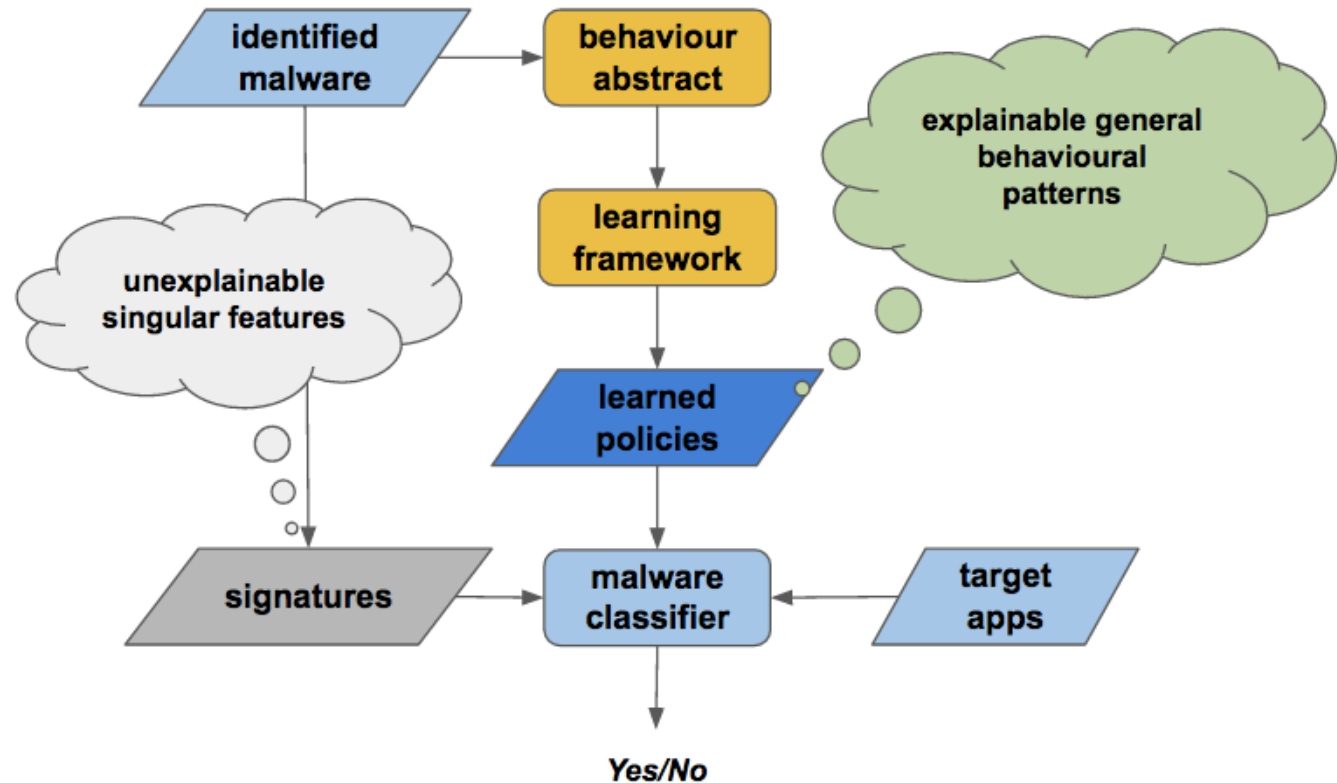 identified
malware
behaviour
abstract
explainable general
behavioural
patterns
learning
framework
unexplainable
singular features
learned
policies
signatures
malware
classifier
target
apps
Yes/No